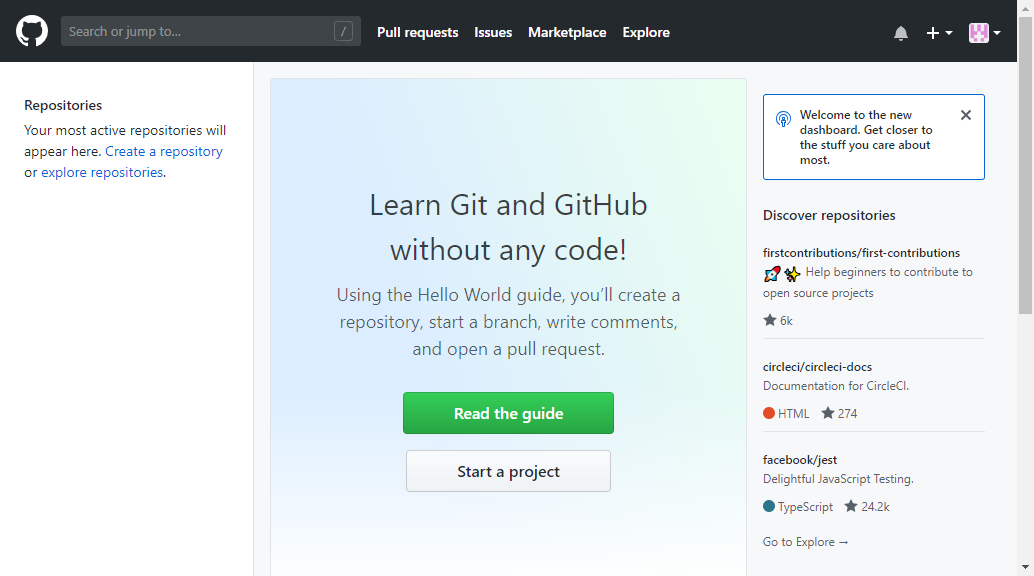 Search or jump to...
/
Pull requests
Issues
Marketplace
Explore
Repositories
Your most active repositories will
appear here. Create a repository
or explore repositories.
Learn Git and GitHub
without any code!
Using the Hello World guide, you’ll create a
repository, start a branch, write comments,
and open a pull request.
Read the guide
Start a project
Welcome to the new
dashboard. Get closer to
the stuff you care about
most.
Discover repositories
firstcontributions/first-contributions
🚀✨ Help beginners to contribute to
open source projects
6k
circleci/circleci-docs
Documentation for CircleCI.
HTML 274
facebook/jest
Delightful JavaScript Testing.
TypeScript 24.2k
Go to Explore →